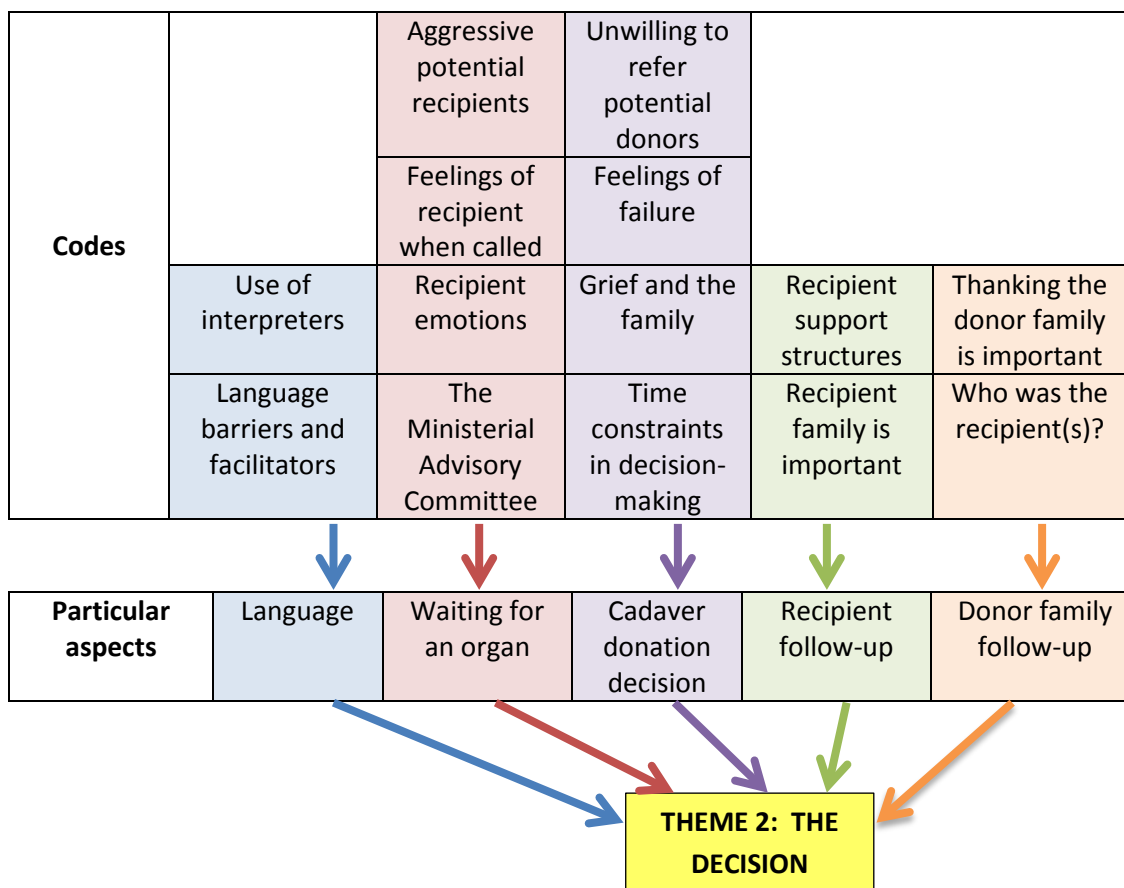 Codes
Aggressive
potential
recipients
Unwilling to
refer
potential
donors
Feelings of
recipient
when called
Feelings of
failure
Use of
interpreters
Recipient
emotions
Grief and the
family
Recipient
support
structures
Thanking the
donor family
is important
Language
barriers and
facilitators
The
Ministerial
Advisory
Committee
Time
constraints
in decision-
making
Recipient
family is
important
Who was the
recipient(s)?
Particular
aspects
Language
Waiting for
an organ
Cadaver
donation
decision
Recipient
follow-up
Donor family
follow-up
THEME 2: THE
DECISION